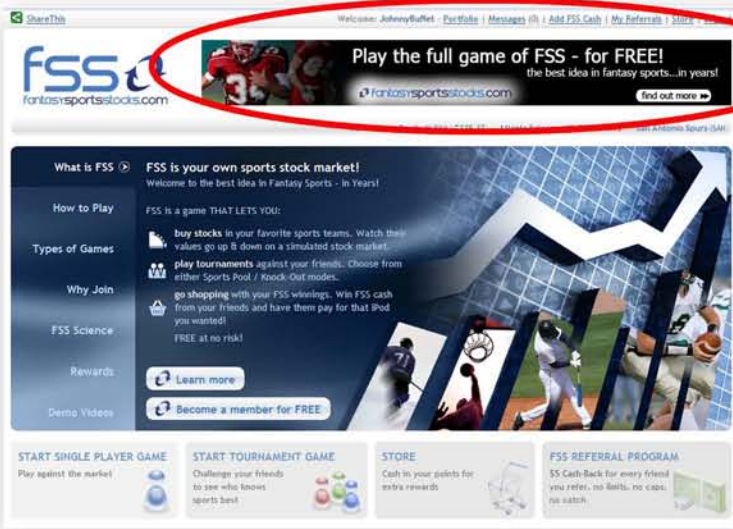 ShareThis
Welcome: JohnnyBuffet - Portfolio | Messages (0) | Add FSS Cash | My Referrals | Store |
fss
fantasysportsstocks.com
Play the full game of FSS - for FREE!
the best idea in fantasy sports...in years!
fantasysportsstocks.com
find out more
San Antonio Spurs (SAN
What is FSS
How to Play
Types of Games
Why Join
FSS Science
Rewards
Demo Videos
FSS is your own sports stock market!
Welcome to the best idea in Fantasy Sports - in Years!
FSS is a game THAT LETS YOU:
buy stocks in your favorite sports teams. Watch their
values go up & down on a simulated stock market.
play tournaments against your friends. Choose from
either Sports Pool / Knock-Out modes.
go shopping with your FSS winnings. Win FSS cash
from your friends and have them pay for that iPod
you wanted!
FREE at no risk!
Learn more
Become a member for FREE
START SINGLE PLAYER GAME
Play against the market
START TOURNAMENT GAME
Challenge your friends
to see who knows
sports best
STORE
Cash in your points for
extra rewards
FSS REFERRAL PROGRAM
$5 Cash-Back for every friend
you refer. no limits. no caps.
no catch